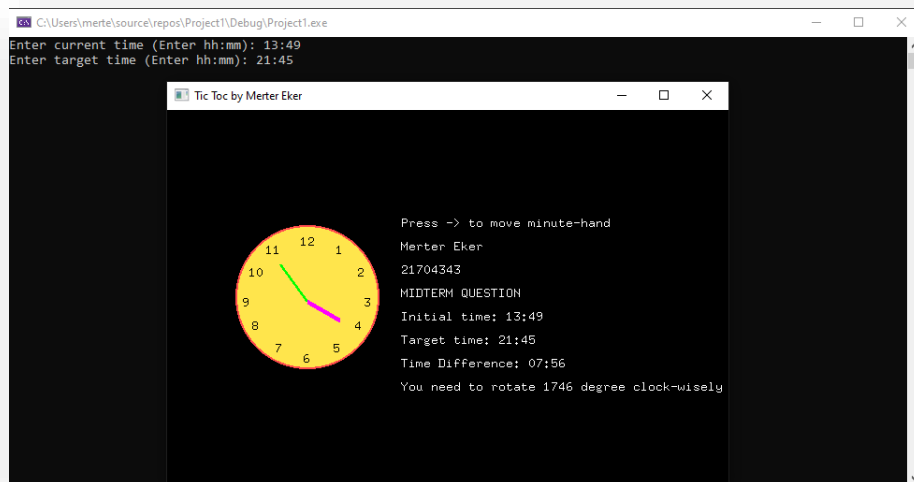 C:\Users\merte\source\repos\Project1\Debug\Project1.exe
Enter current time (Enter hh:mm): 13:49
Enter target time (Enter hh:mm): 21:45
Tic Toc by Merter Eker
Press -> to move minute-hand
Merter Eker
21704343
MIDTERM QUESTION
Initial time: 13:49
Target time: 21:45
Time Difference: 07:56
You need to rotate 1746 degree clock-wisely
12
11
1
10
2
9
3
8
4
7
5
6